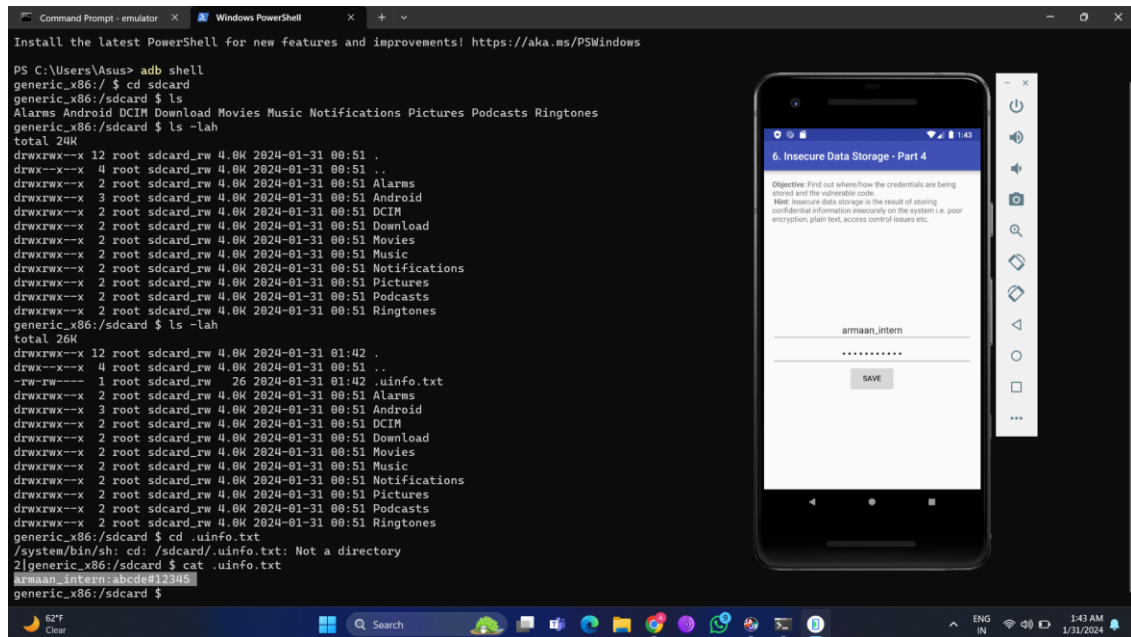 Command Prompt - emulator
Windows PowerShell
Install the latest PowerShell for new features and improvements! https://aka.ms/PSWindows
PS C:\Users\Asus> adb shell
generic_x86:/ $ cd sdcard
generic_x86:/sdcard $ ls
Alarms Android DCIM Download Movies Music Notifications Pictures Podcasts Ringtones
generic_x86:/sdcard $ ls -lah
total 24K
drwxrwx--x 12 root sdcard_rw 4.0K 2024-01-31 00:51 .
drwx--x--x  4 root sdcard_rw 4.0K 2024-01-31 00:51 ..
drwxrwx--x  2 root sdcard_rw 4.0K 2024-01-31 00:51 Alarms
drwxrwx--x  3 root sdcard_rw 4.0K 2024-01-31 00:51 Android
drwxrwx--x  2 root sdcard_rw 4.0K 2024-01-31 00:51 DCIM
drwxrwx--x  2 root sdcard_rw 4.0K 2024-01-31 00:51 Download
drwxrwx--x  2 root sdcard_rw 4.0K 2024-01-31 00:51 Movies
drwxrwx--x  2 root sdcard_rw 4.0K 2024-01-31 00:51 Music
drwxrwx--x  2 root sdcard_rw 4.0K 2024-01-31 00:51 Notifications
drwxrwx--x  2 root sdcard_rw 4.0K 2024-01-31 00:51 Pictures
drwxrwx--x  2 root sdcard_rw 4.0K 2024-01-31 00:51 Podcasts
drwxrwx--x  2 root sdcard_rw 4.0K 2024-01-31 00:51 Ringtones
generic_x86:/sdcard $ ls -lah
total 26K
drwxrwx--x 12 root sdcard_rw 4.0K 2024-01-31 01:42 .
drwx--x--x  4 root sdcard_rw 4.0K 2024-01-31 00:51 ..
-rw-rw----  1 root sdcard_rw   26 2024-01-31 01:42 .uinfo.txt
drwxrwx--x  2 root sdcard_rw 4.0K 2024-01-31 00:51 Alarms
drwxrwx--x  3 root sdcard_rw 4.0K 2024-01-31 00:51 Android
drwxrwx--x  2 root sdcard_rw 4.0K 2024-01-31 00:51 DCIM
drwxrwx--x  2 root sdcard_rw 4.0K 2024-01-31 00:51 Download
drwxrwx--x  2 root sdcard_rw 4.0K 2024-01-31 00:51 Movies
drwxrwx--x  2 root sdcard_rw 4.0K 2024-01-31 00:51 Music
drwxrwx--x  2 root sdcard_rw 4.0K 2024-01-31 00:51 Notifications
drwxrwx--x  2 root sdcard_rw 4.0K 2024-01-31 00:51 Pictures
drwxrwx--x  2 root sdcard_rw 4.0K 2024-01-31 00:51 Podcasts
drwxrwx--x  2 root sdcard_rw 4.0K 2024-01-31 00:51 Ringtones
generic_x86:/sdcard $ cd .uinfo.txt
/system/bin/sh: cd: /sdcard/.uinfo.txt: Not a directory
2|generic_x86:/sdcard $ cat .uinfo.txt
armaan_intern:abcde#12345
generic_x86:/sdcard $
1:43
6. Insecure Data Storage - Part 4
Objective: Find out where/how the credentials are being
stored and the vulnerable code.
Hint: Insecure data storage is the result of storing
confidential information insecurely on the system i.e. poor
encryption, plain text, access control issues etc.
armaan_intern
SAVE
62°F
Clear
Search
ENG
IN
1:43 AM
1/31/2024